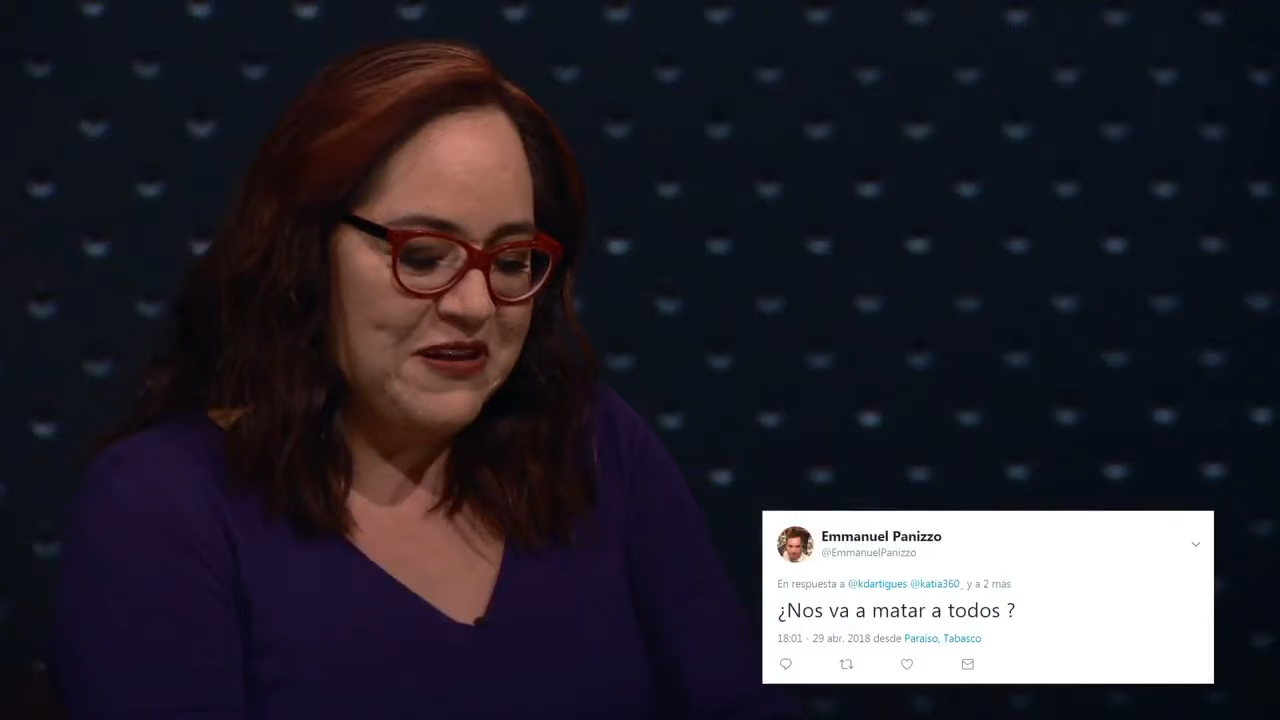 Emmanuel Panizzo
@EmmanuelPanizzo
En respuesta a @kdartigues @katia360_ y a 2 más
¿Nos va a matar a todos ?
18:01 - 29 abr. 2018 desde Paraíso, Tabasco